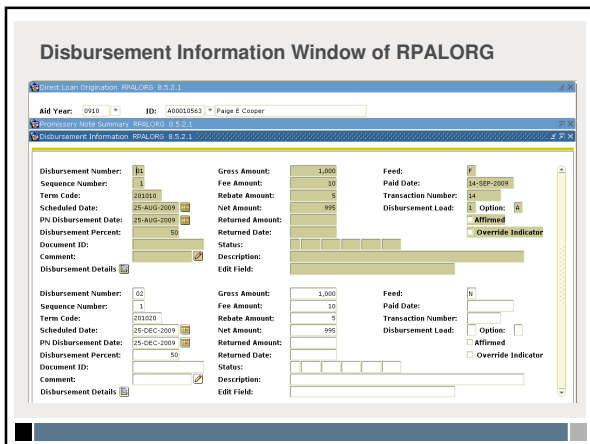 Disbursement Information Window of RPALORG
Direct Loan Origination RPALORG 8.5.2.1
Aid Year: 0910 ID: A00010563 Paige E Cooper
Promissory Note Summary RPALORG 8.5.2.1
Disbursement Information RPALORG 8.5.2.1
Disbursement Number: 01 Gross Amount: 1,000 Feed: F
Sequence Number: 1 Fee Amount: 10 Paid Date: 14-SEP-2009
Term Code: 201010 Rebate Amount: 5 Transaction Number: 14
Scheduled Date: 25-AUG-2009 Net Amount: 995 Disbursement Load: 1 Option: A
PN Disbursement Date: 25-AUG-2009 Returned Amount: Affirmed
Disbursement Percent: 50 Returned Date: Override Indicator
Document ID: Status:
Comment: Description:
Disbursement Details Edit Field:
Disbursement Number: 02 Gross Amount: 1,000 Feed: N
Sequence Number: 1 Fee Amount: 10 Paid Date:
Term Code: 201020 Rebate Amount: 5 Transaction Number:
Scheduled Date: 25-DEC-2009 Net Amount: 995 Disbursement Load: Option:
PN Disbursement Date: 25-DEC-2009 Returned Amount: Affirmed
Disbursement Percent: 50 Returned Date: Override Indicator
Document ID: Status:
Comment: Description:
Disbursement Details Edit Field: